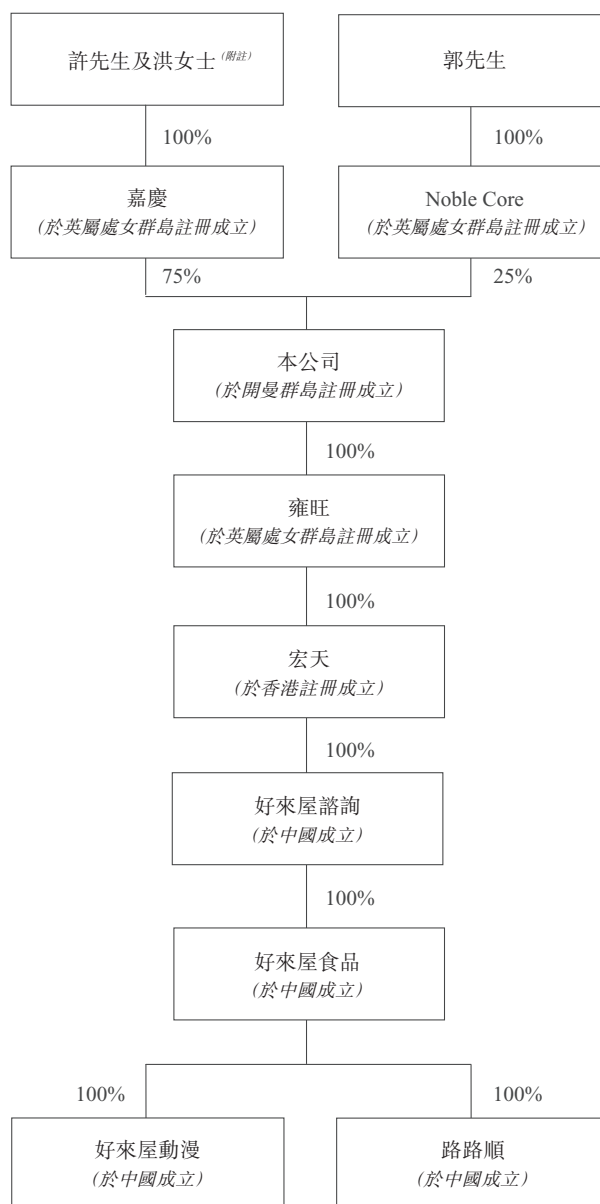 許先生及洪女士(附註)
郭先生
100%
100%
嘉慶
(於英屬處女群島註冊成立)
Noble Core
(於英屬處女群島註冊成立)
75%
25%
本公司
(於開曼群島註冊成立)
100%
雍旺
(於英屬處女群島註冊成立)
100%
宏天
(於香港註冊成立)
100%
好來屋諮詢
(於中國成立)
100%
好來屋食品
(於中國成立)
100%
100%
好來屋動漫
(於中國成立)
路路順
(於中國成立)